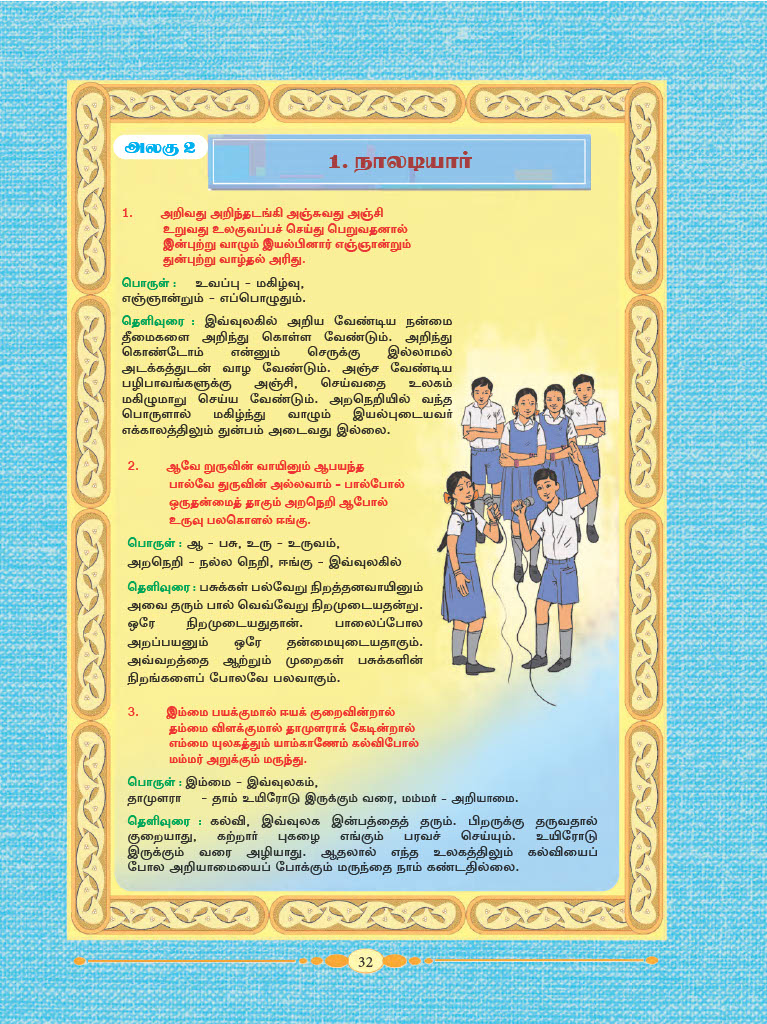 அலகு 2
1. நாலடியார்
1. அறிவது அறிந்தடங்கி அஞ்சுவது அஞ்சி
உறுவது உலகுவப்பச் செய்து பெறுவதனால்
இன்புற்று வாழும் இயல்பினார் எஞ்ஞான்றும்
துன்புற்று வாழ்தல் அரிது.
பொருள் : உவப்பு – மகிழ்வு,
எஞ்ஞான்றும் – எப்பொழுதும்.
தெளிவுரை : இவ்வுலகில் அறிய வேண்டிய நன்மை
தீமைகளை அறிந்து கொள்ள வேண்டும். அறிந்து
கொண்டோம் என்னும் செருக்கு இல்லாமல்
அடக்கத்துடன் வாழ வேண்டும். அஞ்ச வேண்டிய
பழிபாவங்களுக்கு அஞ்சி, செய்வதை உலகம்
மகிழுமாறு செய்ய வேண்டும். அறநெறியில் வந்த
பொருளால் மகிழ்ந்து வாழும் இயல்புடையவர்
எக்காலத்திலும் துன்பம் அடைவது இல்லை.
2. ஆவே றுருவின் வாயினும் ஆபயந்த
பால்வே துருவின் அல்லவாம் – பால்போல்
ஒருதன்மைத் தாகும் அறநெறி ஆபோல்
உருவு பலகொளல் ஈங்கு.
பொருள் : ஆ – பசு, உரு – உருவம்,
அறநெறி – நல்ல நெறி, ஈங்கு – இவ்வுலகில்
தெளிவுரை : பசுக்கள் பல்வேறு நிறத்தனவாயினும்
அவை தரும் பால் வெவ்வேறு நிறமுடையதன்று.
ஒரே நிறமுடையதுதான். பாலைப்போல
அறப்பயனும் ஒரே தன்மையுடையதாகும்.
அவ்வறத்தை ஆற்றும் முறைகள் பசுக்களின்
நிறங்களைப் போலவே பலவாகும்.
3. இம்மை பயக்குமால் ஈயக் குறைவின்றால்
தம்மை விளக்குமால் தாமுளராக் கேடின்றால்
எம்மை யுலகத்தும் யாம்காணேம் கல்விபோல்
மம்மர் அறுக்கும் மருந்து.
பொருள் : இம்மை – இவ்வுலகம்,
தாமுளரா – தாம் உயிரோடு இருக்கும் வரை, மம்மர் – அறியாமை.
தெளிவுரை : கல்வி, இவ்வுலக இன்பத்தைத் தரும். பிறருக்கு தருவதால்
குறையாது, கற்றார் புகழை எங்கும் பரவச் செய்யும். உயிரோடு
இருக்கும் வரை அழியாது. ஆதலால் எந்த உலகத்திலும் கல்வியைப்
போல அறியாமையைப் போக்கும் மருந்தை நாம் கண்டதில்லை.
32